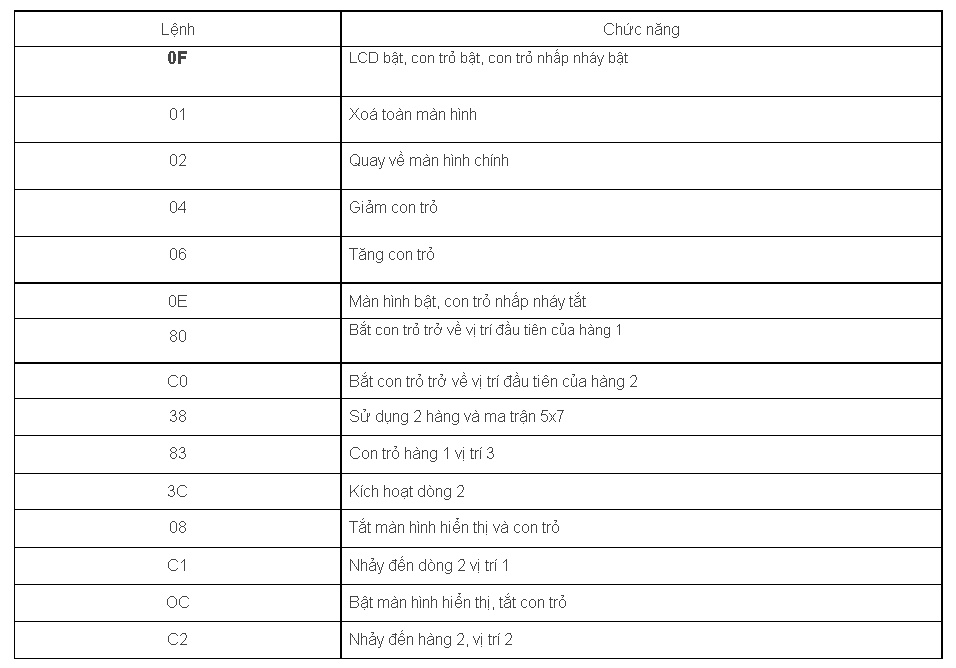 Lệnh Chức năng
0F LCD bật, con trỏ bật, con trỏ nhấp nháy bật
01 Xoá toàn màn hình
02 Quay về màn hình chính
04 Giảm con trỏ
06 Tăng con trỏ
0E Màn hình bật, con trỏ nhấp nháy tắt
80 Bắt con trỏ trở về vị trí đầu tiên của hàng 1
C0 Bắt con trỏ trở về vị trí đầu tiên của hàng 2
38 Sử dụng 2 hàng và ma trận 5x7
83 Con trỏ hàng 1 vị trí 3
3C Kích hoạt dòng 2
08 Tắt màn hình hiển thị và con trỏ
C1 Nhảy đến dòng 2 vị trí 1
OC Bật màn hình hiển thị, tắt con trỏ
C2 Nhảy đến hàng 2, vị trí 2